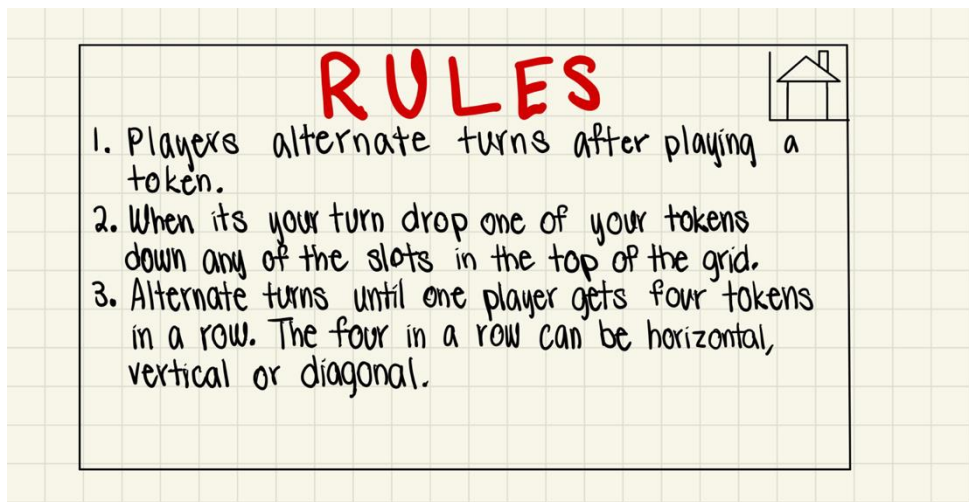 RULES
1. Players alternate turns after playing a
token.
2. When its your turn drop one of your tokens
down any of the slots in the top of the grid.
3. Alternate turns until one player gets four tokens
in a row. The four in a row can be horizontal,
vertical or diagonal.